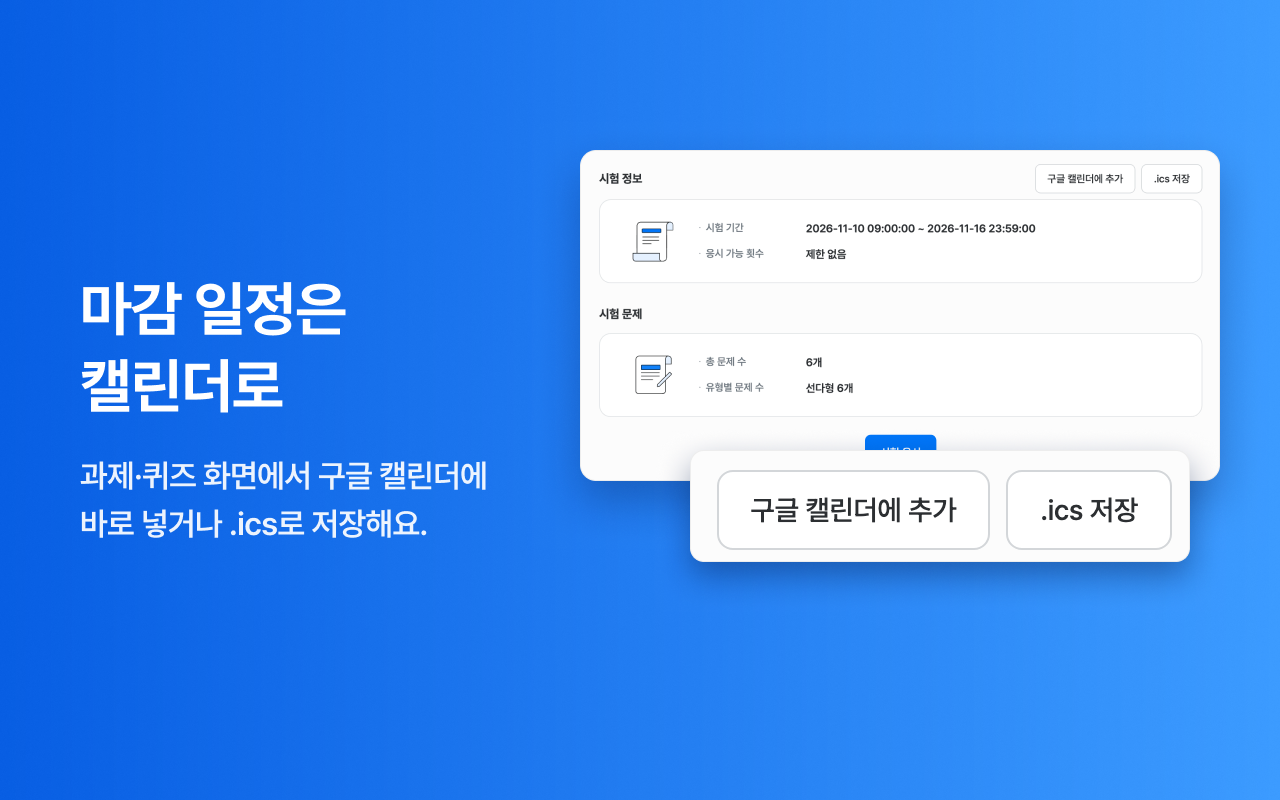 마감 일정은
캘린더로
과제·퀴즈 화면에서 구글 캘린더에
바로 넣거나 .ics로 저장해요.
시험 정보
구글 캘린더에 추가
.ics 저장
· 시험 기간
2026-11-10 09:00:00 ~ 2026-11-16 23:59:00
· 응시 가능 횟수
제한 없음
시험 문제
· 총 문제 수
6개
· 유형별 문제 수
선다형 6개
구글 캘린더에 추가
.ics 저장